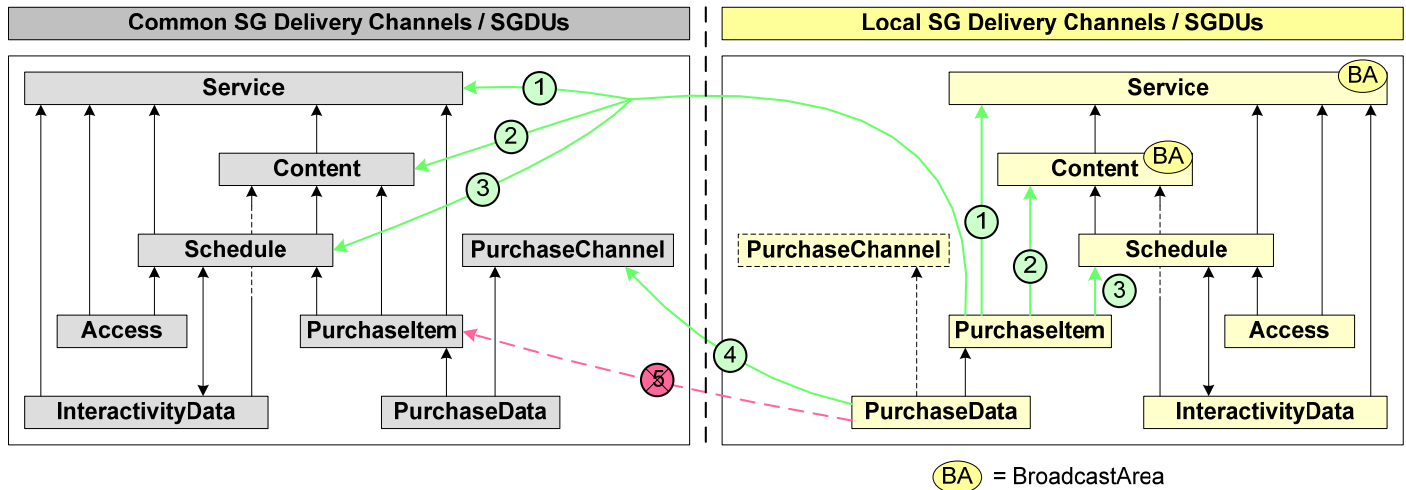 Common SG Delivery Channels / SGDUs
Local SG Delivery Channels / SGDUs
Service
1
2
Content
3
Schedule
PurchaseChannel
Access
PurchaseItem
4
5
InteractivityData
PurchaseData
BA
Service
Content
BA
1
PurchaseChannel
2
Schedule
3
PurchaseItem
Access
PurchaseData
InteractivityData
BA = BroadcastArea